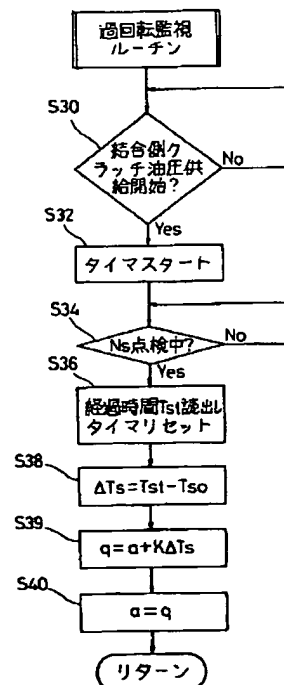 過回転監視
ルーチン
S30
結合側ク
ラッチ油圧供
給開始?
No
Yes
S32
タイマスタート
S34
Ns点検中?
No
Yes
S36
経過時間Tst読出し
タイマリセット
S38
ΔTs=Tst-Tso
S39
q=a+KΔTs
S40
a=q
リターン